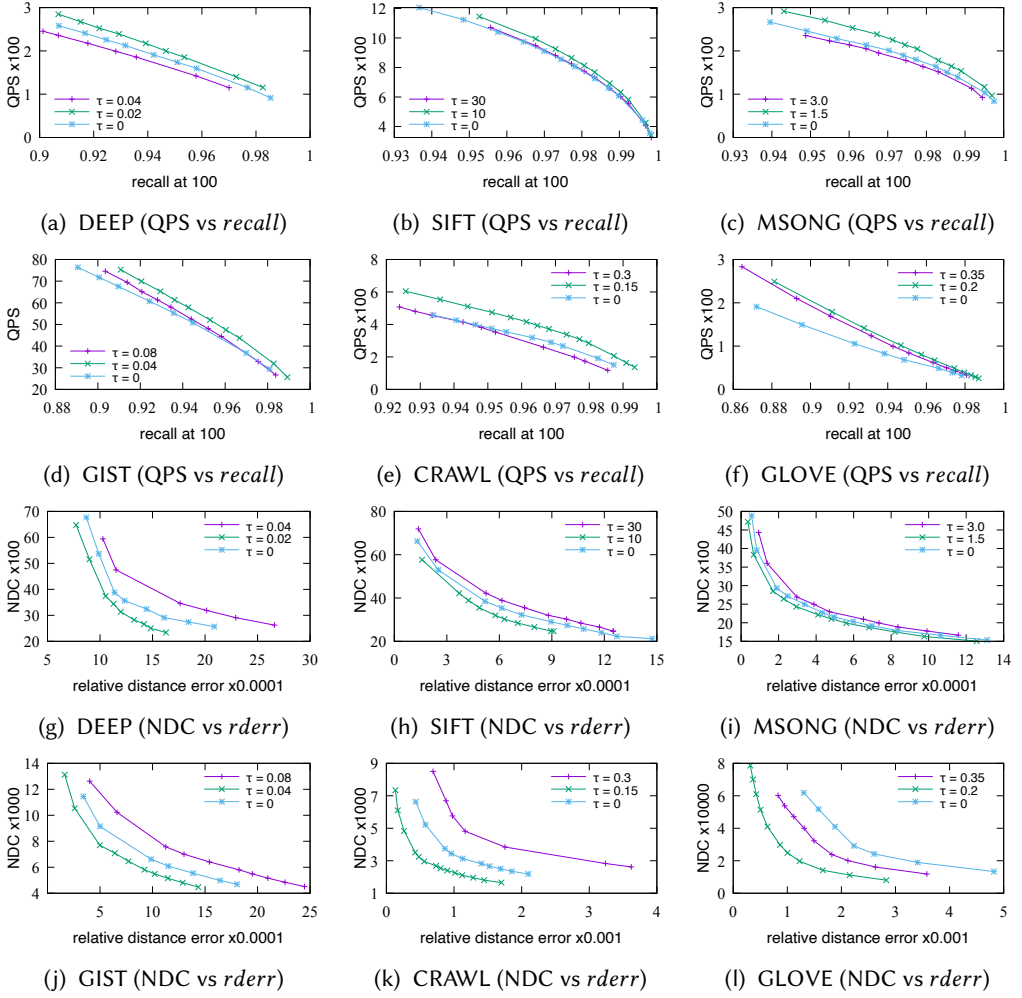 3
2
1
0
QPS x100
τ = 0.04
τ = 0.02
τ = 0
0.9 0.92 0.94 0.96 0.98 1
recall at 100
(a) DEEP (QPS vs recall)
12
10
8
6
4
QPS x100
τ = 30
τ = 10
τ = 0
0.93 0.94 0.95 0.96 0.97 0.98 0.99 1
recall at 100
(b) SIFT (QPS vs recall)
3
2
1
0
QPS x100
τ = 3.0
τ = 1.5
τ = 0
0.93 0.94 0.95 0.96 0.97 0.98 0.99 1
recall at 100
(c) MSONG (QPS vs recall)
80
70
60
50
40
30
20
QPS
τ = 0.08
τ = 0.04
τ = 0
0.88 0.9 0.92 0.94 0.96 0.98 1
recall at 100
(d) GIST (QPS vs recall)
8
6
4
2
0
QPS x100
τ = 0.3
τ = 0.15
τ = 0
0.92 0.93 0.94 0.95 0.96 0.97 0.98 0.99 1
recall at 100
(e) CRAWL (QPS vs recall)
3
2
1
0
QPS x100
τ = 0.35
τ = 0.2
τ = 0
0.86 0.88 0.9 0.92 0.94 0.96 0.98 1
recall at 100
(f) GLOVE (QPS vs recall)
70
60
50
40
30
20
NDC x100
τ = 0.04
τ = 0.02
τ = 0
5 10 15 20 25 30
relative distance error x0.0001
(g) DEEP (NDC vs rderr)
80
60
40
20
NDC x100
τ = 30
τ = 10
τ = 0
0 3 6 9 12 15
relative distance error x0.0001
(h) SIFT (NDC vs rderr)
50
45
40
35
30
25
20
15
NDC x100
τ = 3.0
τ = 1.5
τ = 0
0 2 4 6 8 10 12 14
relative distance error x0.0001
(i) MSONG (NDC vs rderr)
14
12
10
8
6
4
NDC x10000
τ = 0.08
τ = 0.04
τ = 0
5 10 15 20 25
relative distance error x0.0001
(j) GIST (NDC vs rderr)
9
7
5
3
1
NDC x10000
τ = 0.3
τ = 0.15
τ = 0
0 1 2 3 4
relative distance error x0.001
(k) CRAWL (NDC vs rderr)
8
7
6
5
4
3
2
1
0
NDC x10000
τ = 0.35
τ = 0.2
τ = 0
0 1 2 3 4 5
relative distance error x0.001
(l) GLOVE (NDC vs rderr)